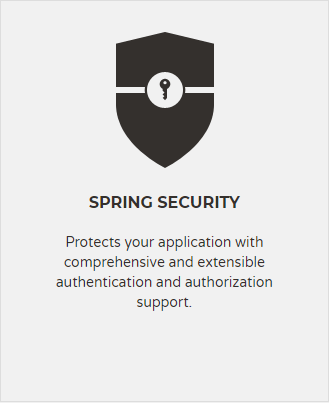 SPRING SECURITY
Protects your application with
comprehensive and extensible
authentication and authorization
support.